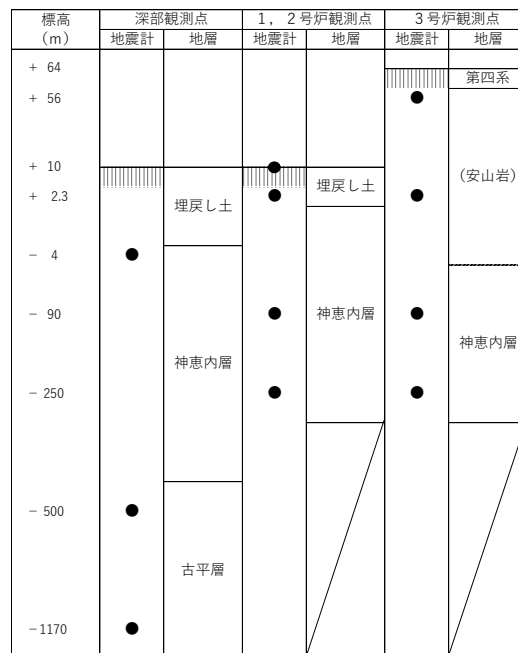 標高 深部観測点 1，2号炉観測点 3号炉観測点
（m） 地震計 地層 地震計 地層 地震計 地層
＋ 64
第四系
＋ 56
＋ 10
(安山岩)
埋戻し土
＋ 2.3
埋戻し土
－ 4
－ 90 神恵内層
神恵内層
神恵内層
－ 250
－ 500
古平層
－1170